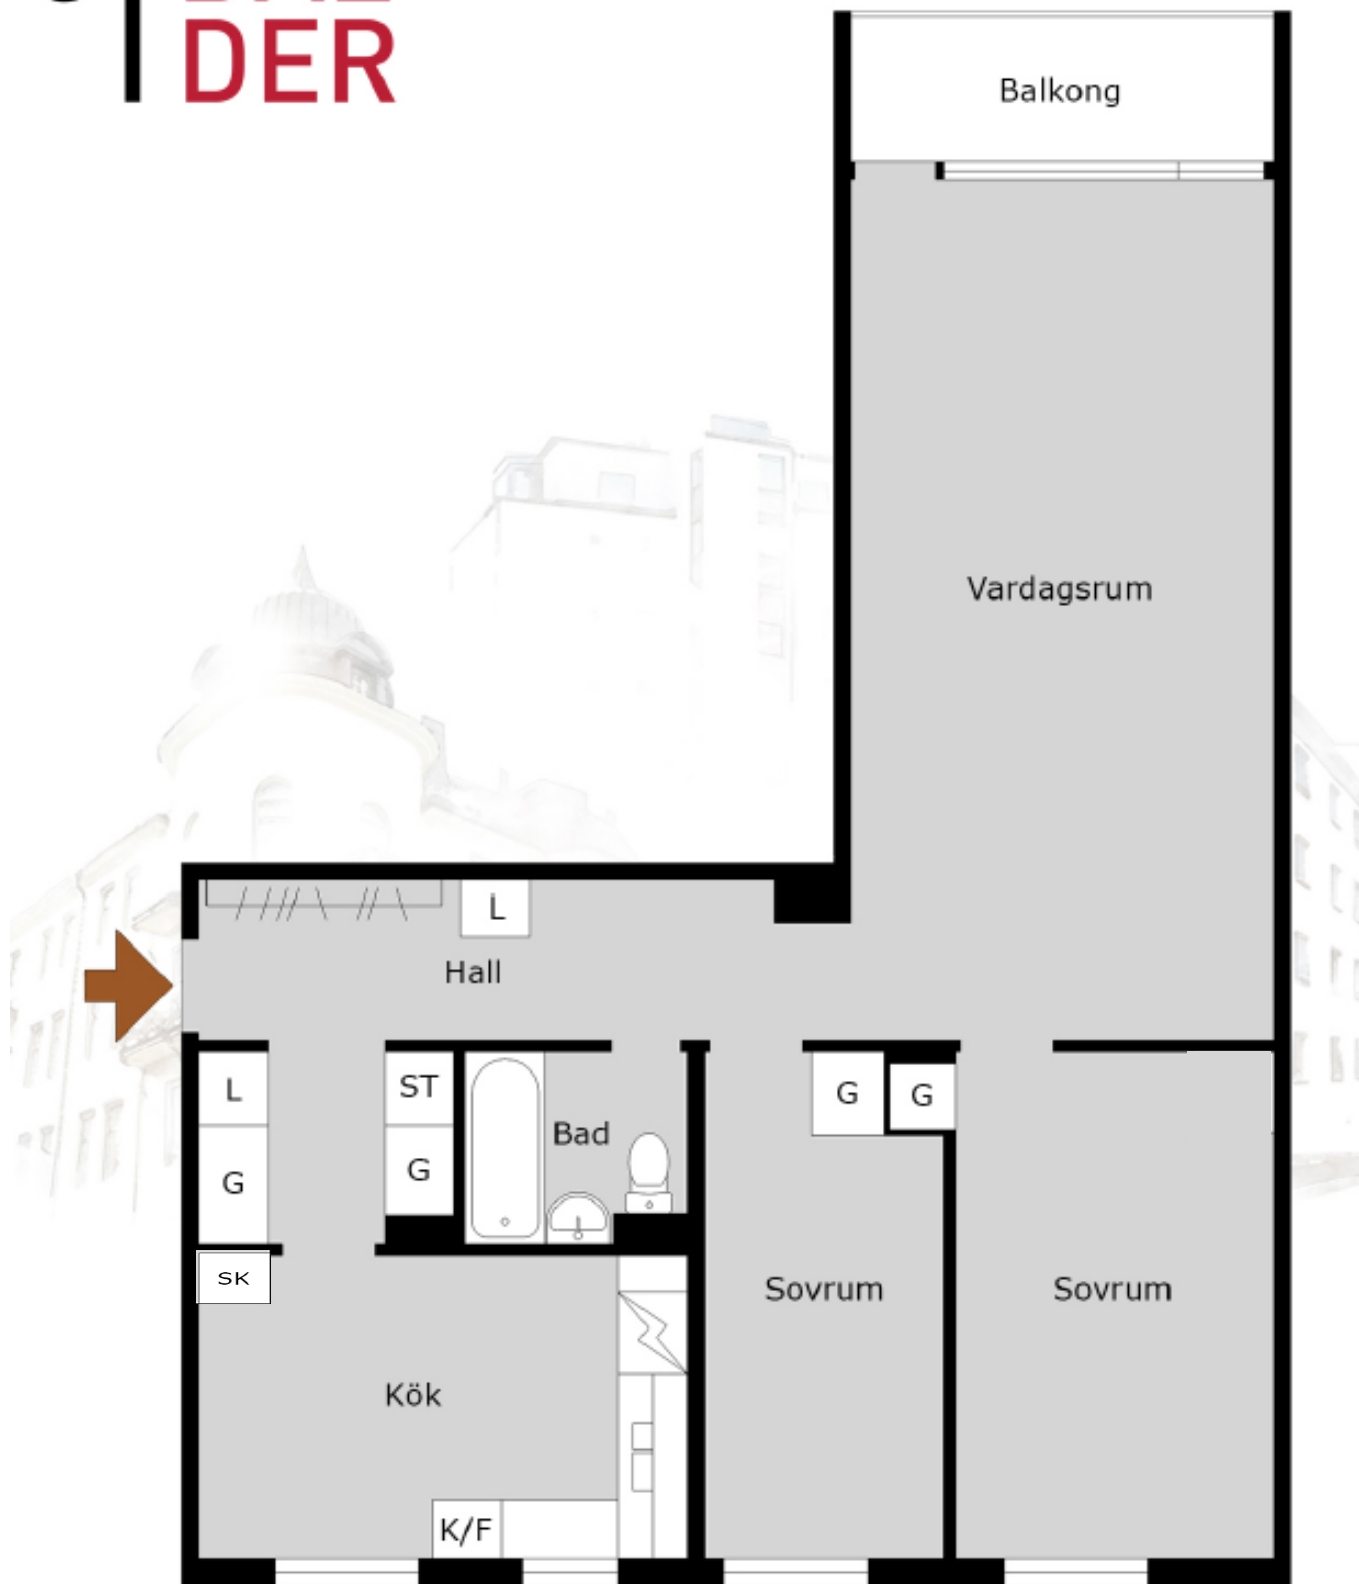 DER
Balkong
Vardagsrum
L
Hall
L
ST
G
G
Bad
G
G
SK
Sovrum
Sovrum
Kök
K/F